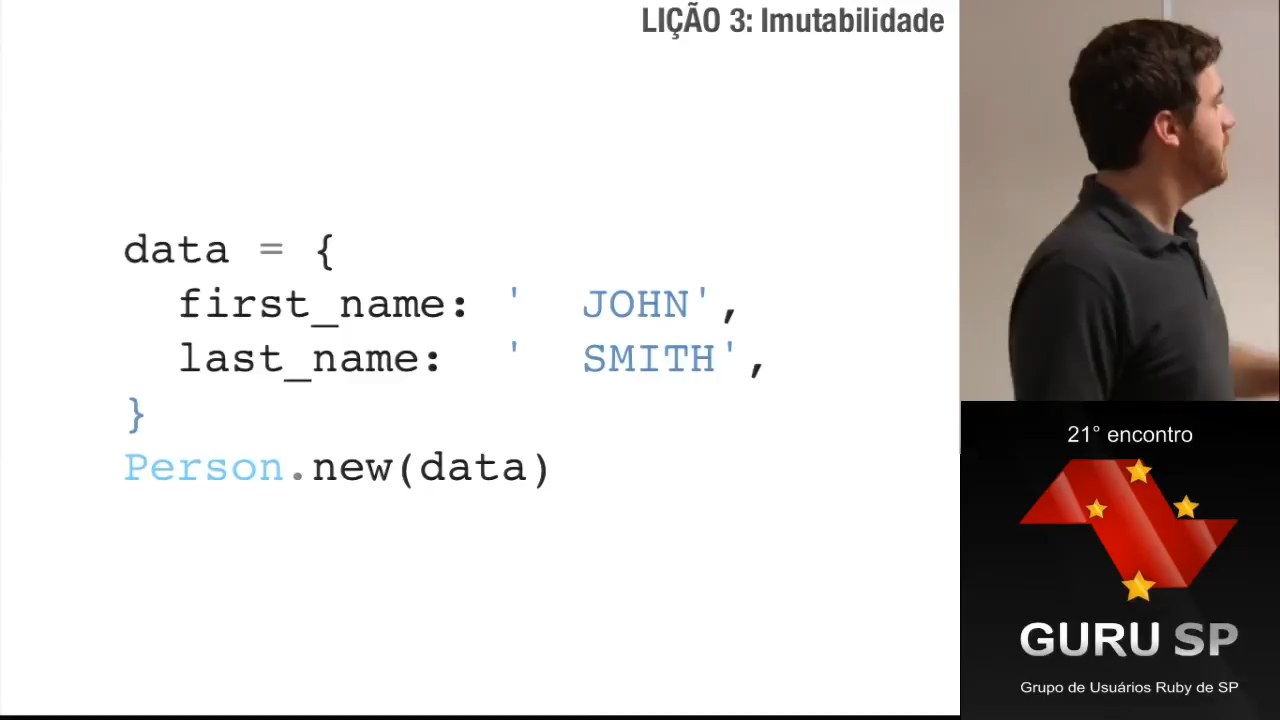 LIÇÃO 3: Imutabilidade
data = {
  first_name: '  JOHN',
  last_name:  '  SMITH',
}
Person.new(data)
21° encontro
GURU SP
Grupo de Usuários Ruby de SP